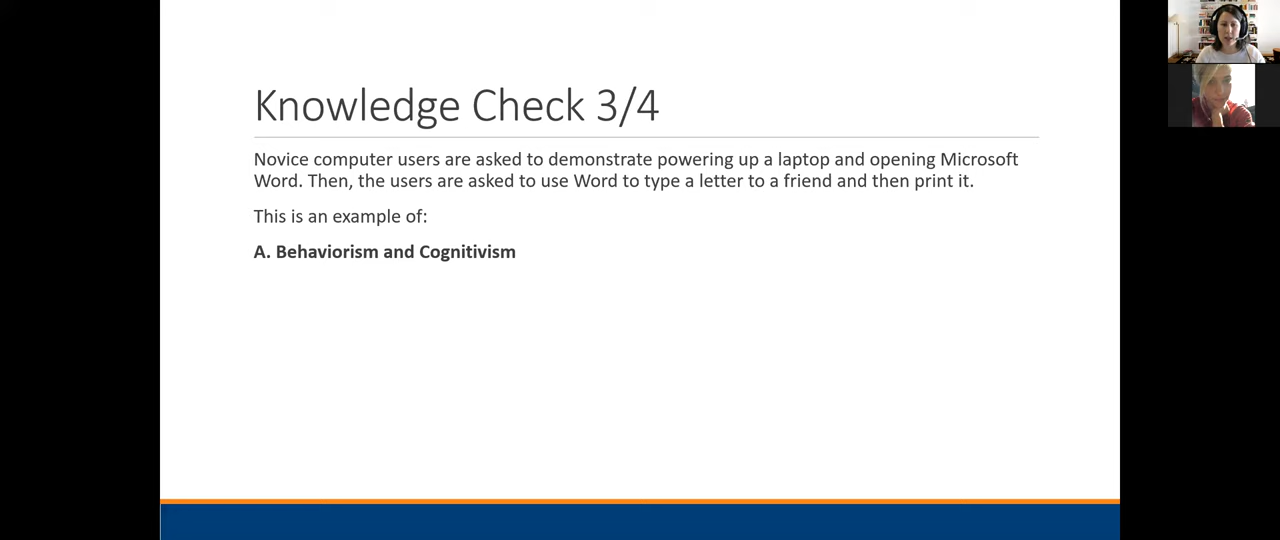 Knowledge Check 3/4
Novice computer users are asked to demonstrate powering up a laptop and opening Microsoft
Word. Then, the users are asked to use Word to type a letter to a friend and then print it.
This is an example of:
A. Behaviorism and Cognitivism